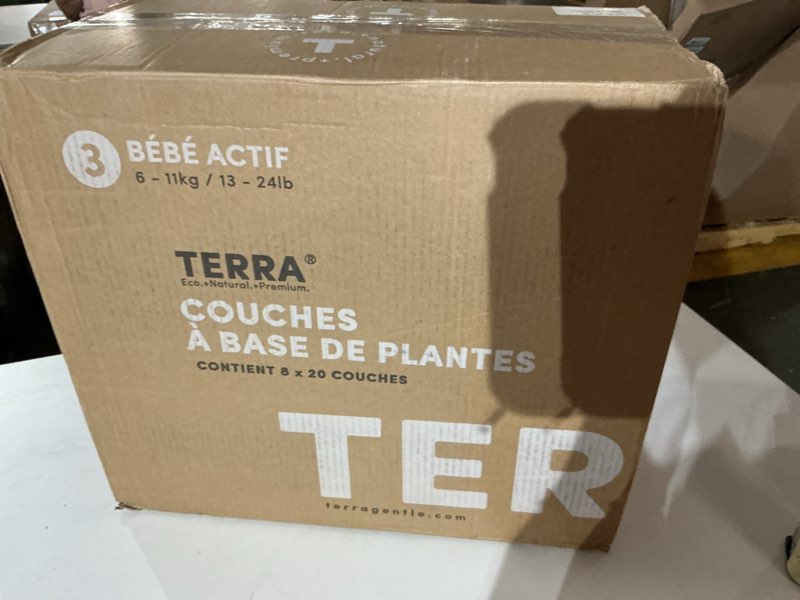 T
3 BÉBÉ ACTIF
6 - 11kg / 13 - 24lb
TERRA®
Eco.+Natural.+Premium.
COUCHES
À BASE DE PLANTES
CONTIENT 8 x 20 COUCHES
TER
terragentle.com